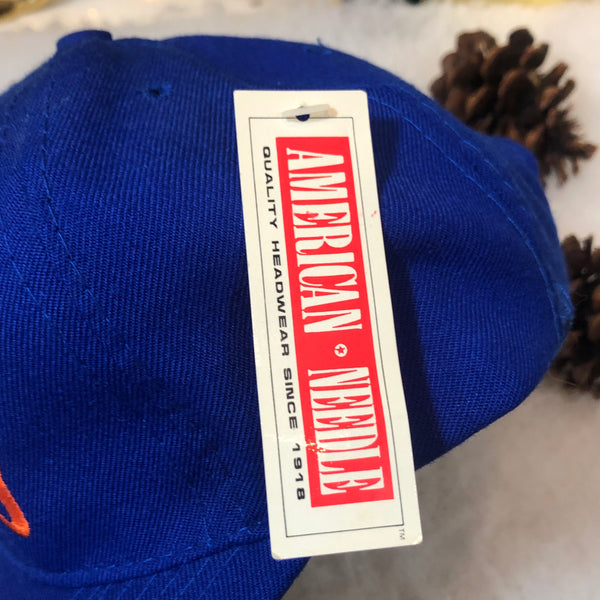 AMERICAN NEEDLE
QUALITY HEADWEAR SINCE 1918
TM